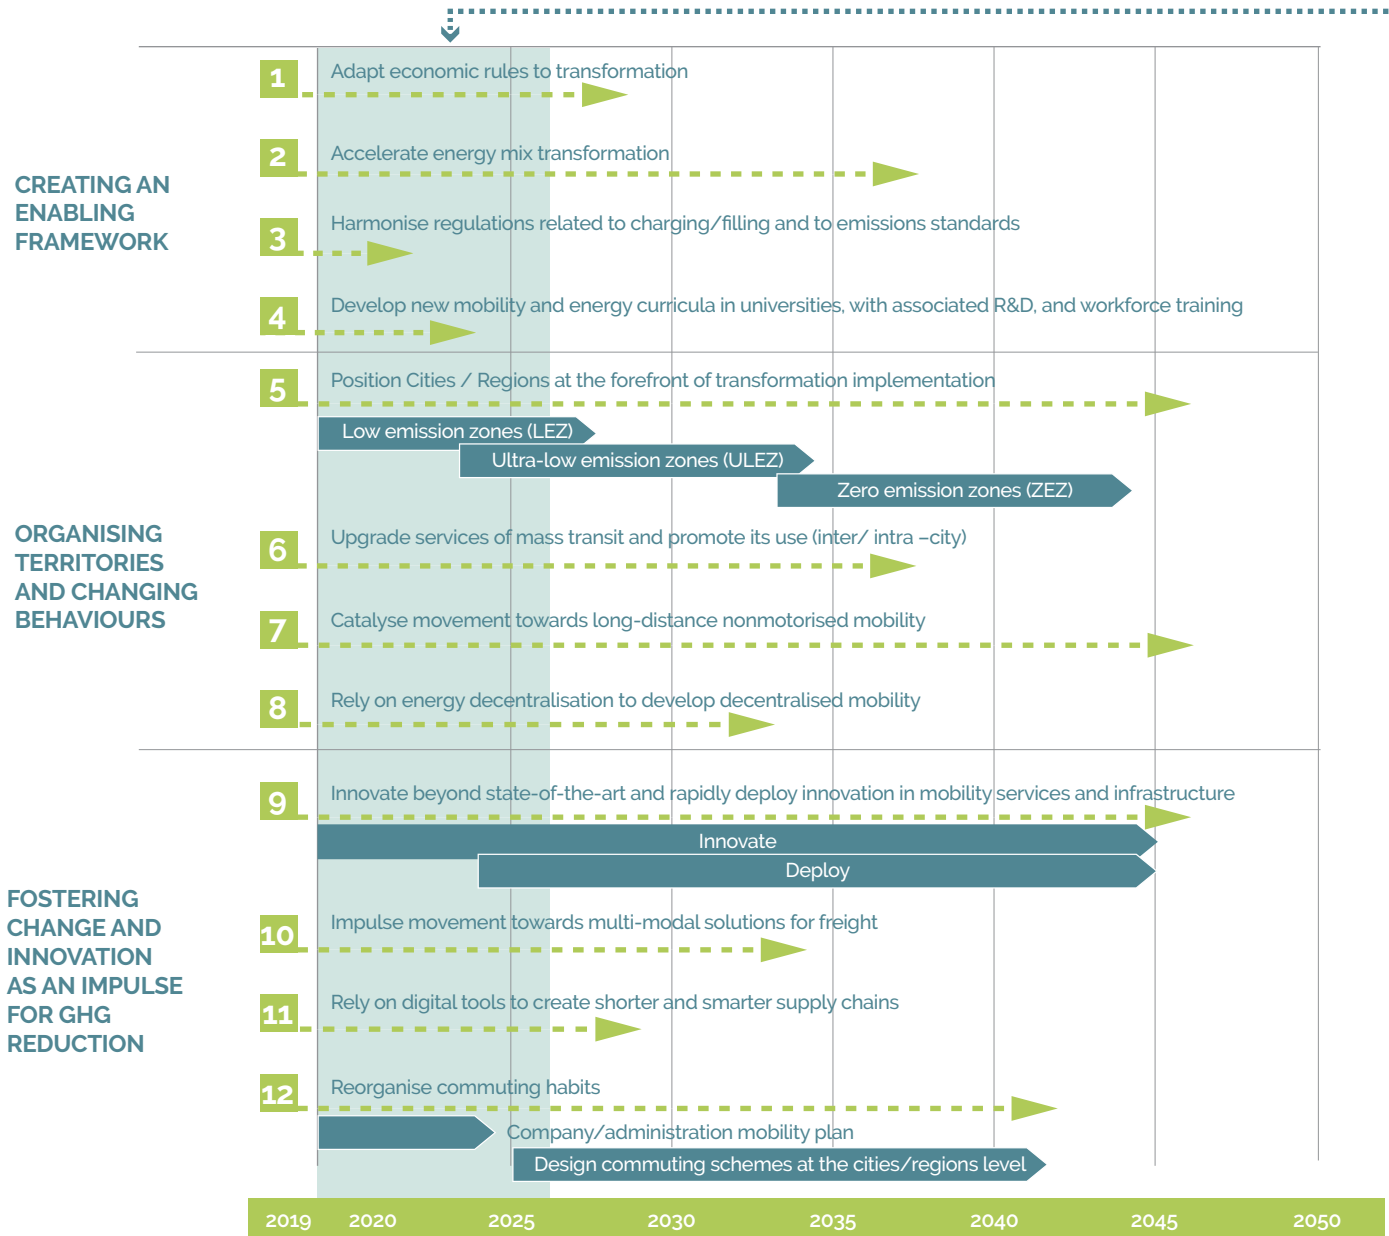 CREATING AN
ENABLING
FRAMEWORK
1
Adapt economic rules to transformation
2
Accelerate energy mix transformation
3
Harmonise regulations related to charging/filling and to emissions standards
4
Develop new mobility and energy curricula in universities, with associated R&D, and workforce training
ORGANISING
TERRITORIES
AND CHANGING
BEHAVIOURS
5
Position Cities / Regions at the forefront of transformation implementation
Low emission zones (LEZ)
Ultra-low emission zones (ULEZ)
Zero emission zones (ZEZ)
6
Upgrade services of mass transit and promote its use (inter/ intra –city)
7
Catalyse movement towards long-distance nonmotorised mobility
8
Rely on energy decentralisation to develop decentralised mobility
FOSTERING
CHANGE AND
INNOVATION
AS AN IMPULSE
FOR GHG
REDUCTION
9
Innovate beyond state-of-the-art and rapidly deploy innovation in mobility services and infrastructure
Innovate
Deploy
10
Impulse movement towards multi-modal solutions for freight
11
Rely on digital tools to create shorter and smarter supply chains
12
Reorganise commuting habits
Company/administration mobility plan
Design commuting schemes at the cities/regions level
2019 2020 2025 2030 2035 2040 2045 2050